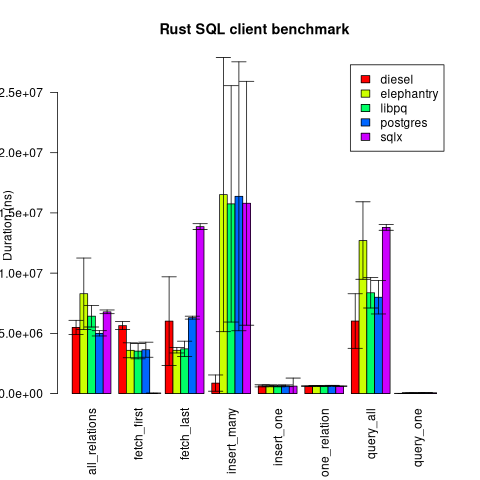 Rust SQL client benchmark
diesel
elephantry
libpq
postgres
sqlx
Duration (ns)
2.5e+07
2.0e+07
1.5e+07
1.0e+07
5.0e+06
0.0e+00
all_relations
fetch_first
fetch_last
insert_many
insert_one
one_relation
query_all
query_one